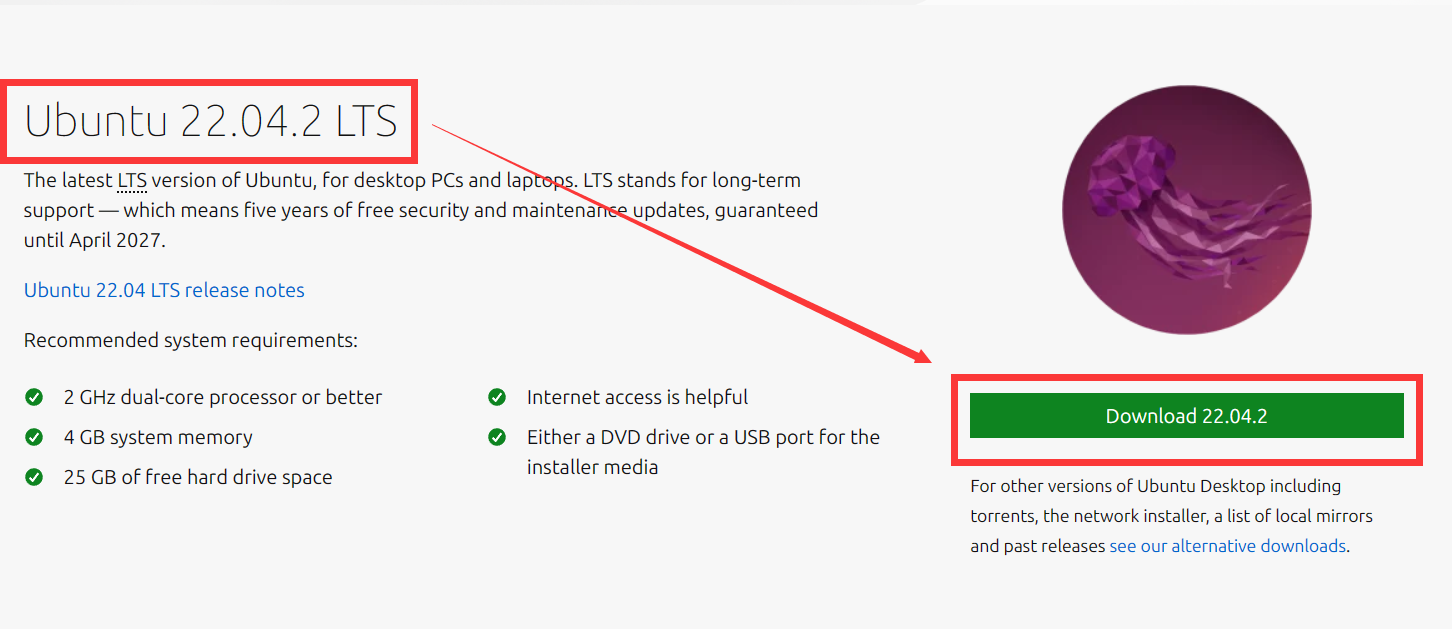 Ubuntu 22.04.2 LTS
The latest LTS version of Ubuntu, for desktop PCs and laptops. LTS stands for long-term
support — which means five years of free security and maintenance updates, guaranteed
until April 2027.
Ubuntu 22.04 LTS release notes
Recommended system requirements:
2 GHz dual-core processor or better
4 GB system memory
25 GB of free hard drive space
Internet access is helpful
Either a DVD drive or a USB port for the
installer media
Download 22.04.2
For other versions of Ubuntu Desktop including
torrents, the network installer, a list of local mirrors
and past releases see our alternative downloads.